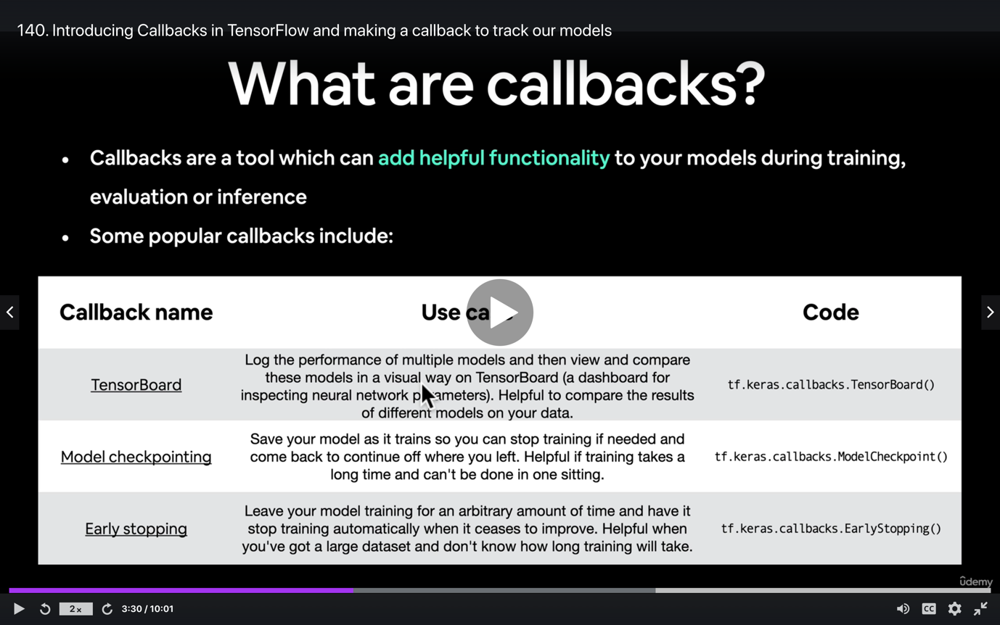 140. Introducing Callbacks in TensorFlow and making a callback to track our models
What are callbacks?
• Callbacks are a tool which can add helpful functionality to your models during training,
evaluation or inference
• Some popular callbacks include:
Callback name
Use ca
Code
TensorBoard
Log the performance of multiple models and then view and compare
these models in a visual way on TensorBoard (a dashboard for
inspecting neural network parameters). Helpful to compare the results
of different models on your data.
tf.keras.callbacks.TensorBoard()
Model checkpointing
Save your model as it trains so you can stop training if needed and
come back to continue off where you left. Helpful if training takes a
long time and can't be done in one sitting.
tf.keras.callbacks.ModelCheckpoint()
Early stopping
Leave your model training for an arbitrary amount of time and have it
stop training automatically when it ceases to improve. Helpful when
you've got a large dataset and don't know how long training will take.
tf.keras.callbacks.EarlyStopping()
ûdemy
2x
3:30 / 10:01
CC